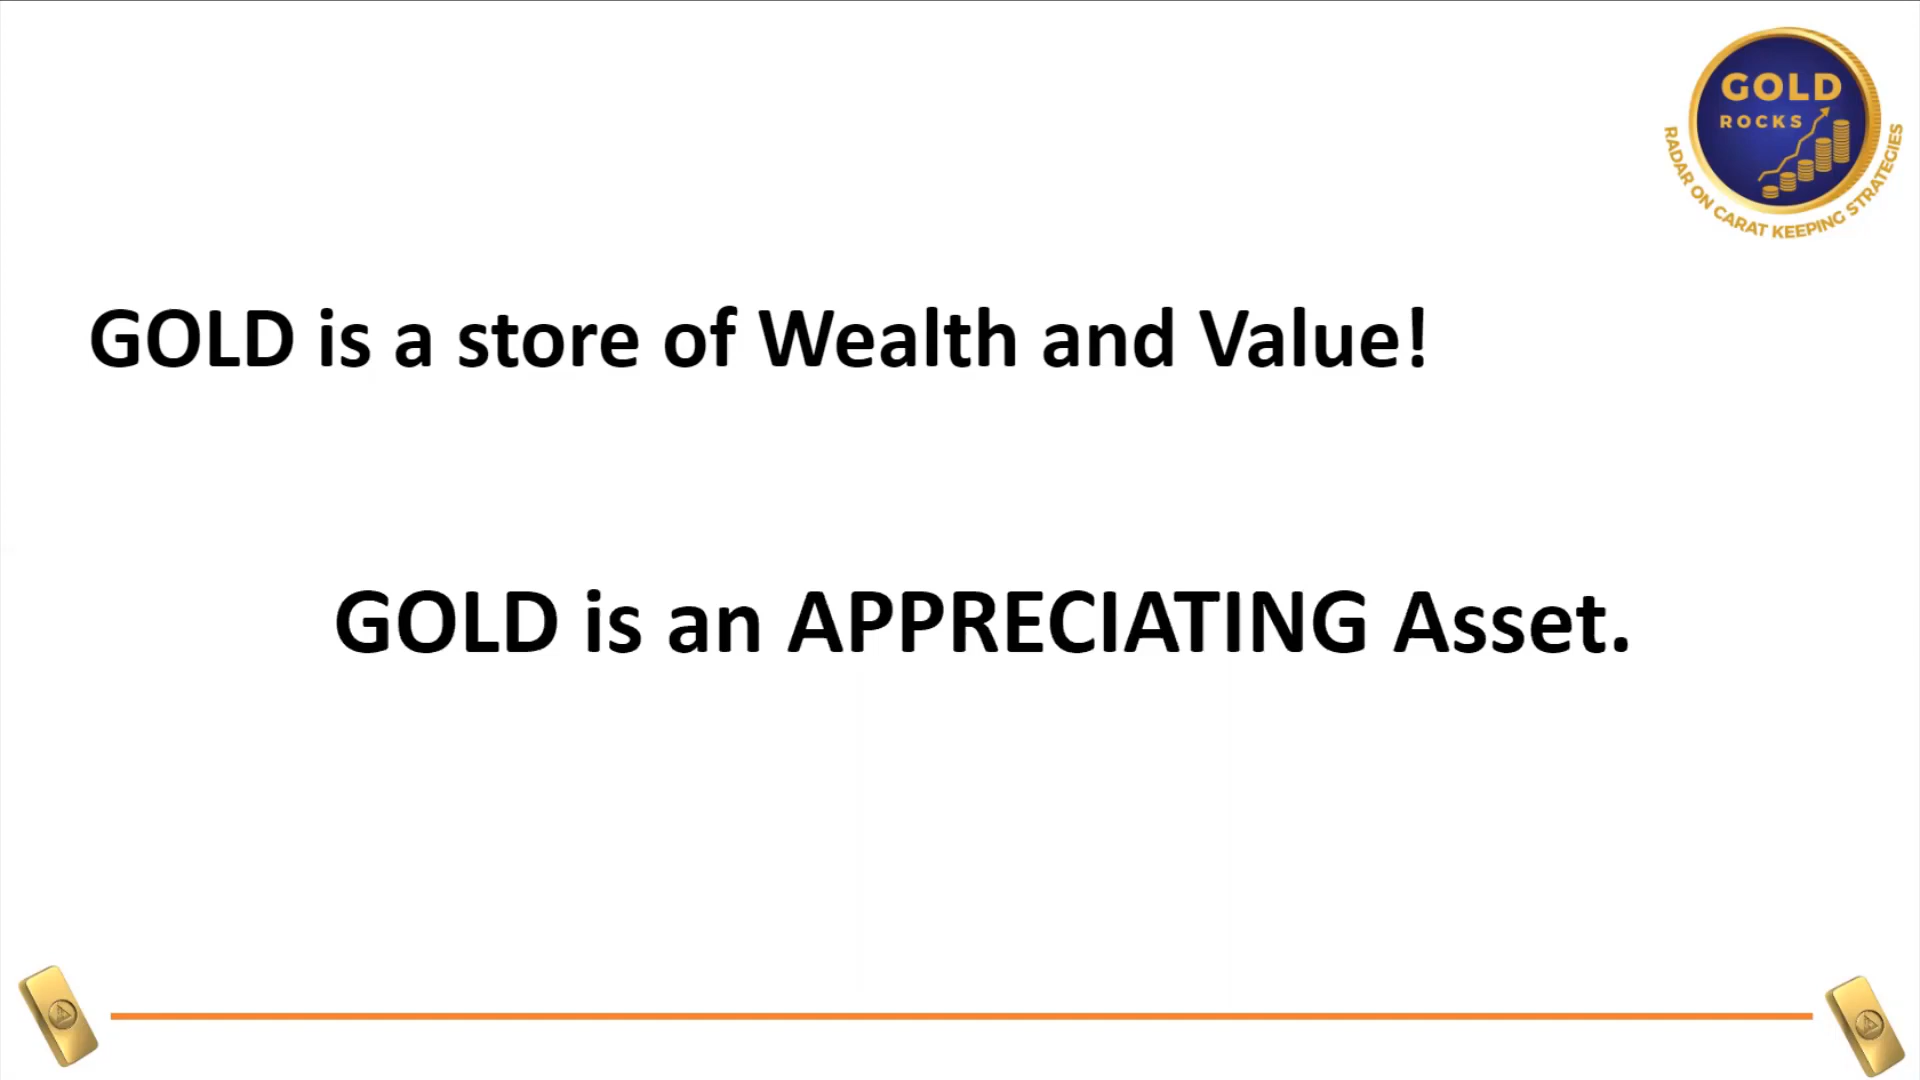 GOLD
ROCKS
RADAR ON CARAT KEEPING STRATEGIES
GOLD is a store of Wealth and Value!
GOLD is an APPRECIATING Asset.